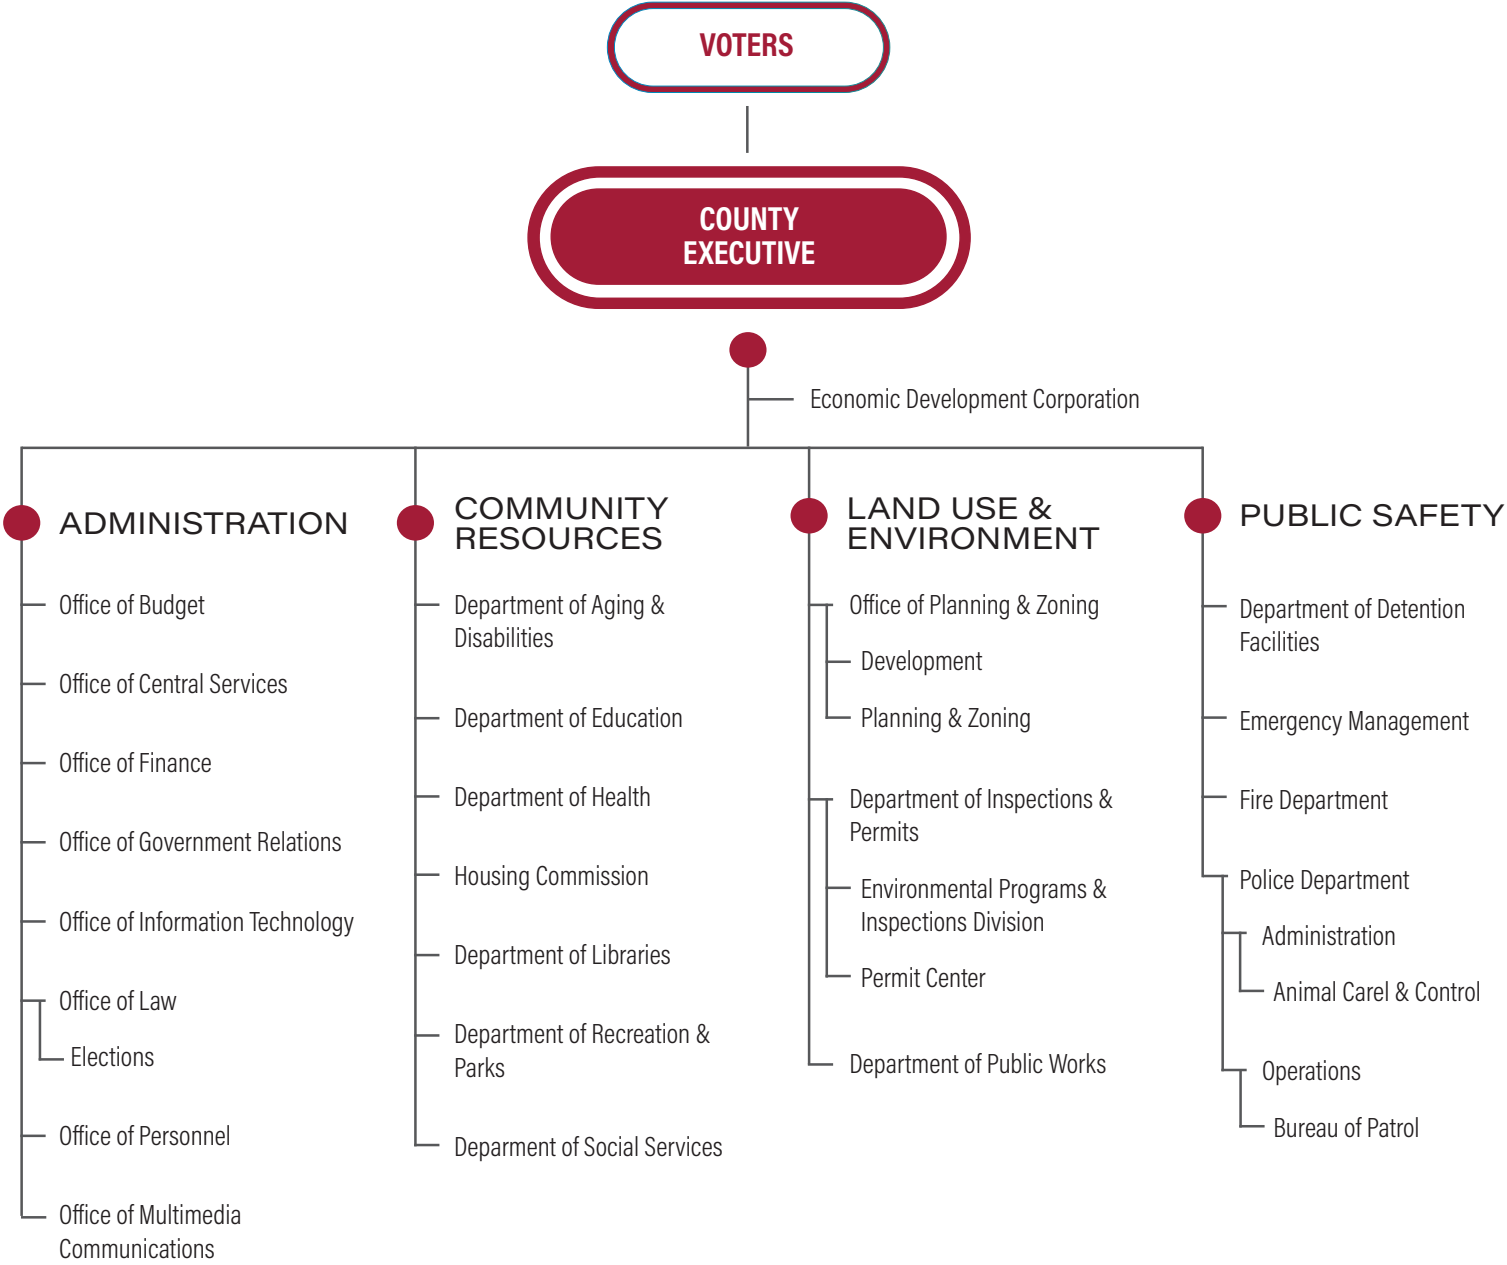 VOTERS
COUNTY
EXECUTIVE
Economic Development Corporation
ADMINISTRATION
Office of Budget
Office of Central Services
Office of Finance
Office of Government Relations
Office of Information Technology
Office of Law
Elections
Office of Personnel
Office of Multimedia
Communications
COMMUNITY
RESOURCES
Department of Aging &
Disabilities
Department of Education
Department of Health
Housing Commission
Department of Libraries
Department of Recreation &
Parks
Deparment of Social Services
LAND USE &
ENVIRONMENT
Office of Planning & Zoning
Development
Planning & Zoning
Department of Inspections &
Permits
Environmental Programs &
Inspections Division
Permit Center
Department of Public Works
PUBLIC SAFETY
Department of Detention
Facilities
Emergency Management
Fire Department
Police Department
Administration
Animal Carel & Control
Operations
Bureau of Patrol